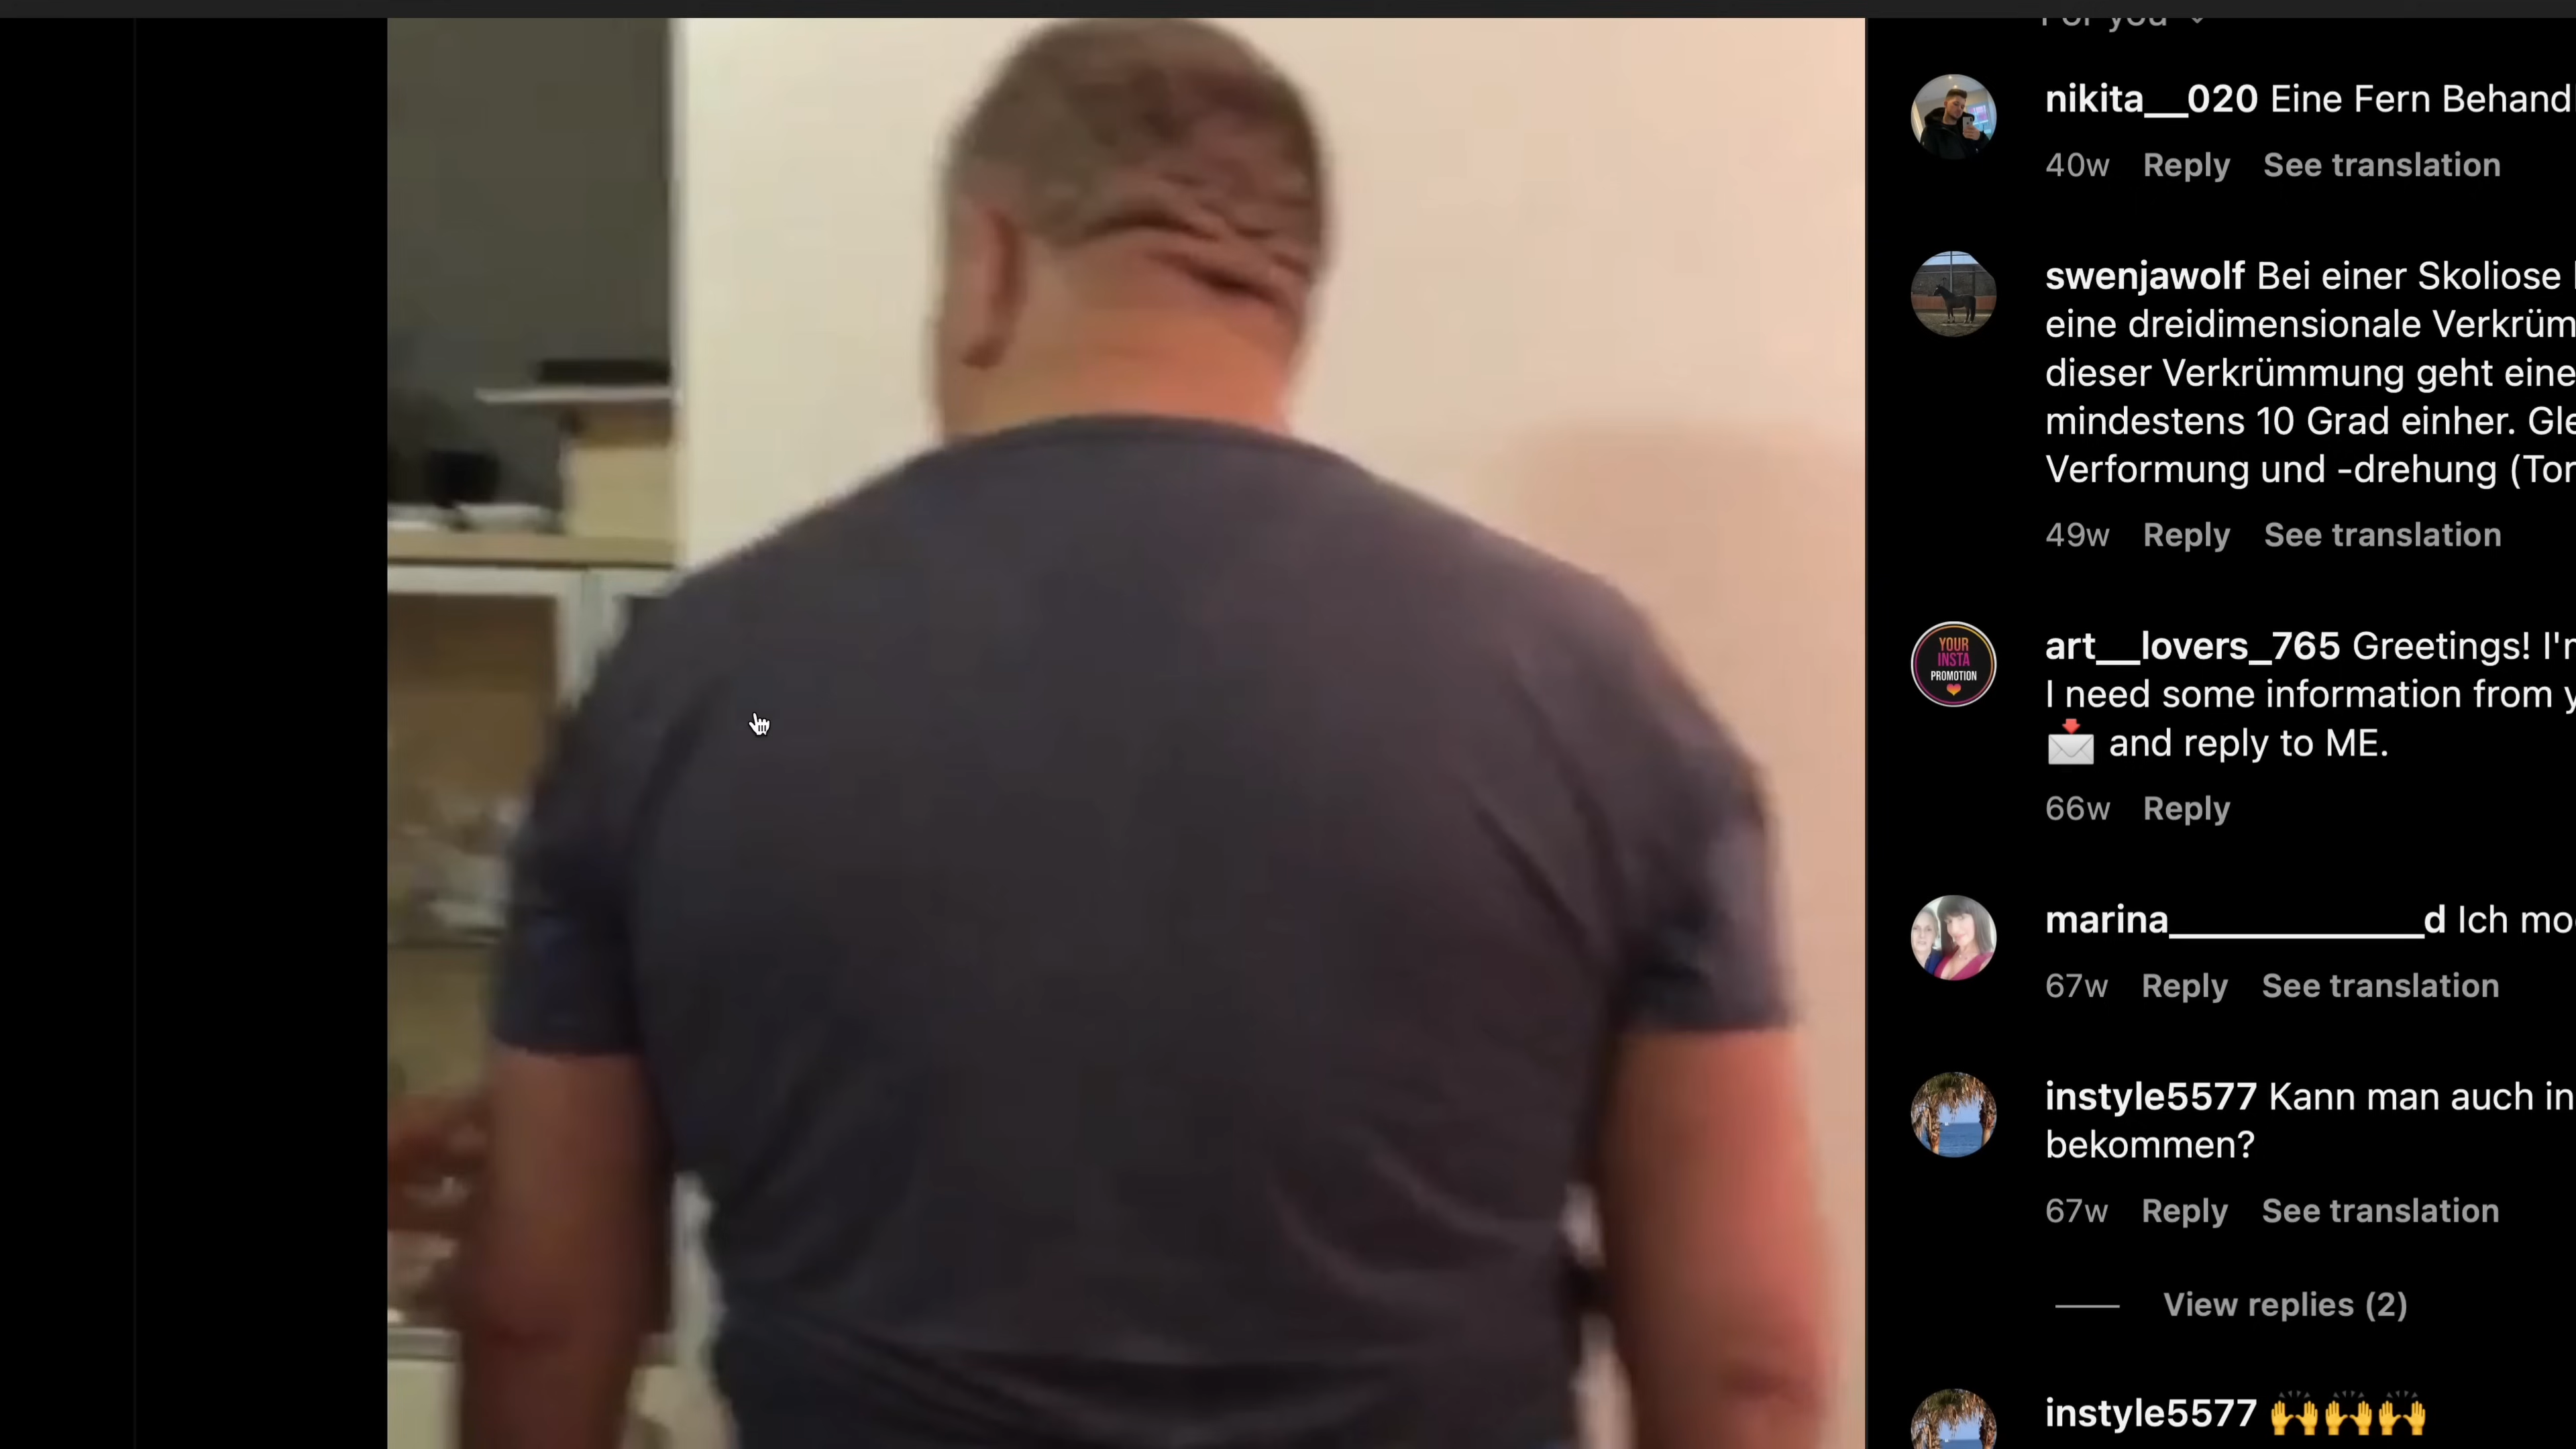 For you
nikita__020 Eine Fern Behand
40w Reply See translation
swenjawolf Bei einer Skoliose
eine dreidimensionale Verkrüm
dieser Verkrümmung geht eine
mindestens 10 Grad einher. Gle
Verformung und -drehung (Tor
49w Reply See translation
YOUR
INSTA
PROMOTION
art__lovers_765 Greetings! I'm
I need some information from y
📩 and reply to ME.
66w Reply
marina______________d Ich mo
67w Reply See translation
instyle5577 Kann man auch in
bekommen?
67w Reply See translation
View replies (2)
instyle5577 🙌🙌🙌